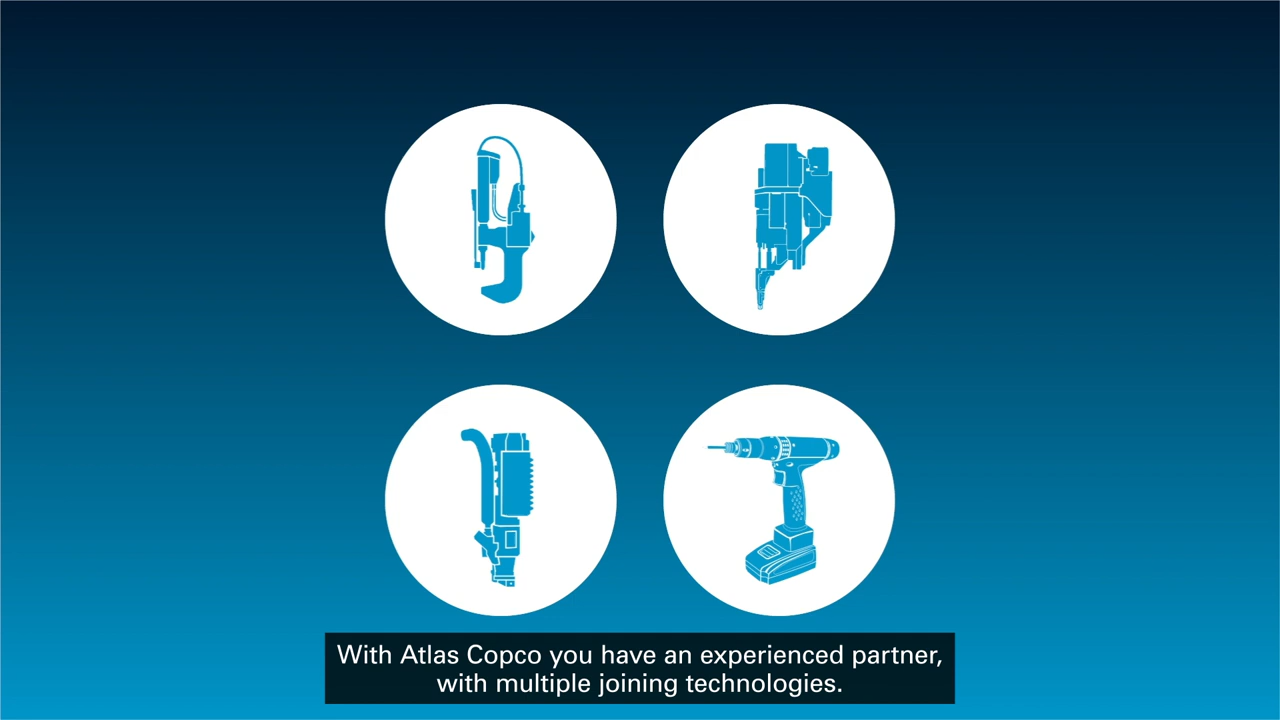 With Atlas Copco you have an experienced partner,
with multiple joining technologies.